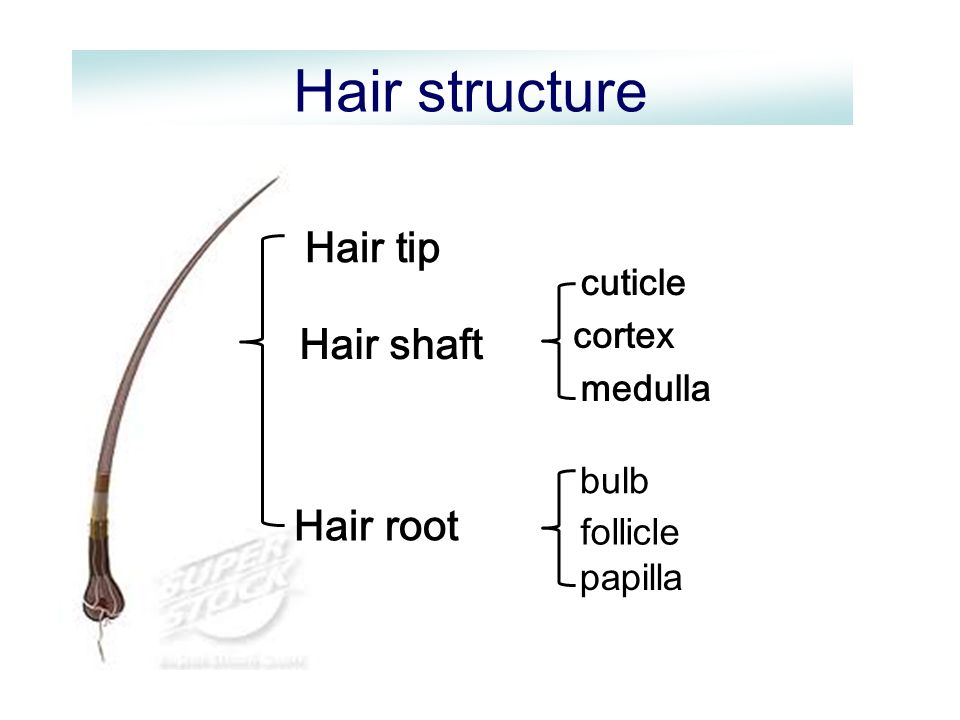 Hair structure
Hair tip
Hair shaft
cuticle
cortex
medulla
Hair root
bulb
follicle
papilla
SUPER
STOCK